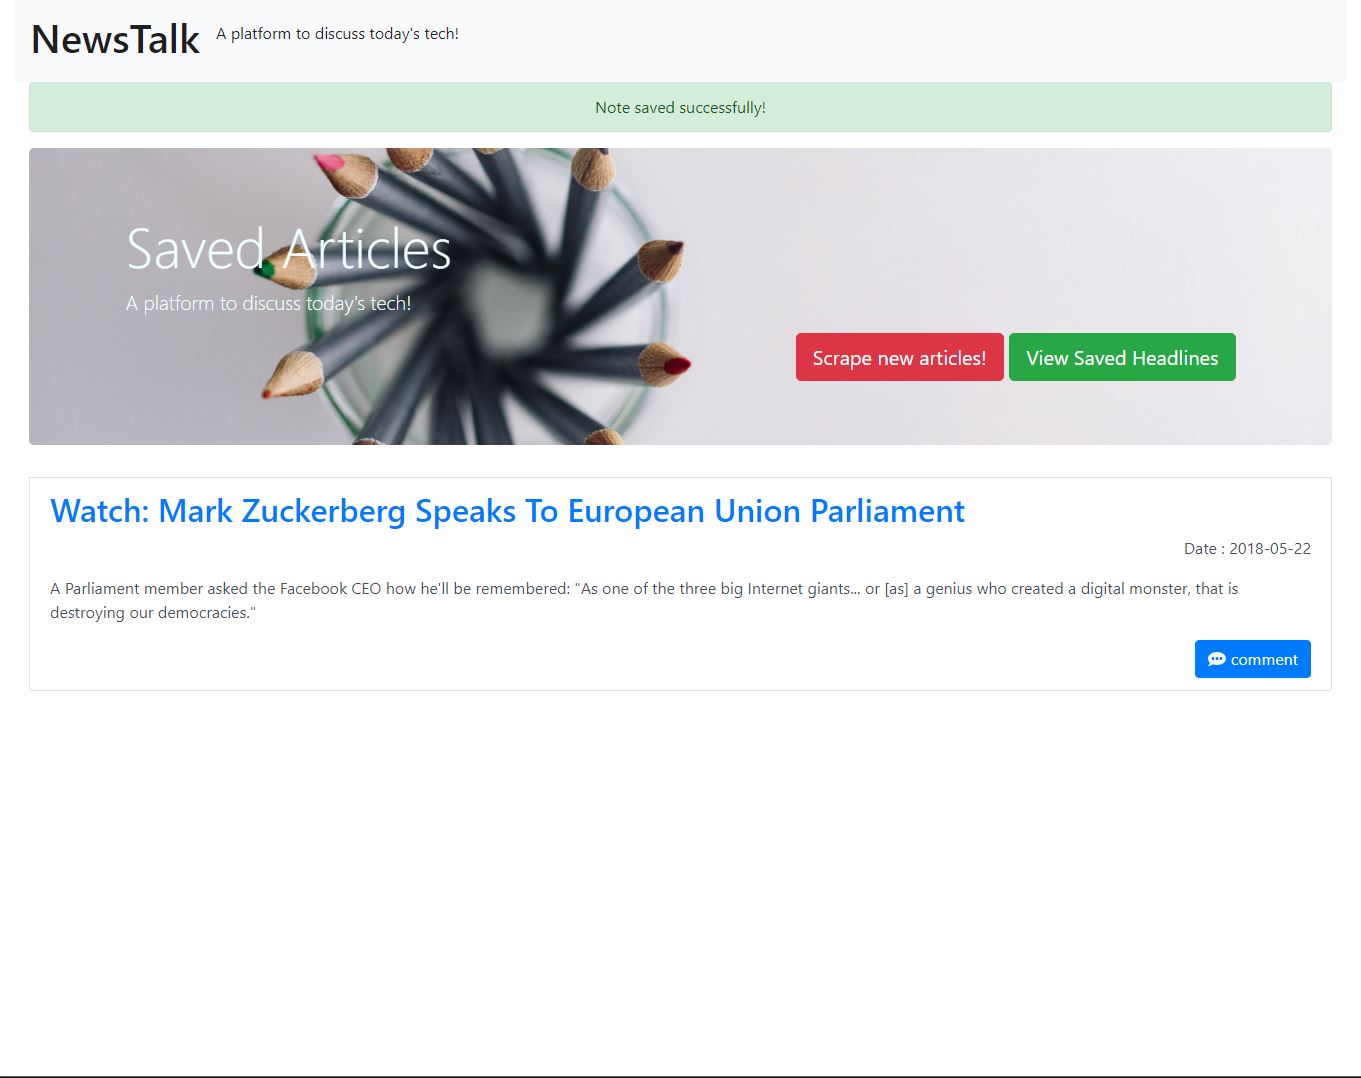 NewsTalk A platform to discuss today's tech!
Note saved successfully!
Saved Articles
A platform to discuss today's tech!
Scrape new articles! View Saved Headlines
Watch: Mark Zuckerberg Speaks To European Union Parliament
Date : 2018-05-22
A Parliament member asked the Facebook CEO how he'll be remembered: "As one of the three big Internet giants... or [as] a genius who created a digital monster, that is
destroying our democracies."
comment